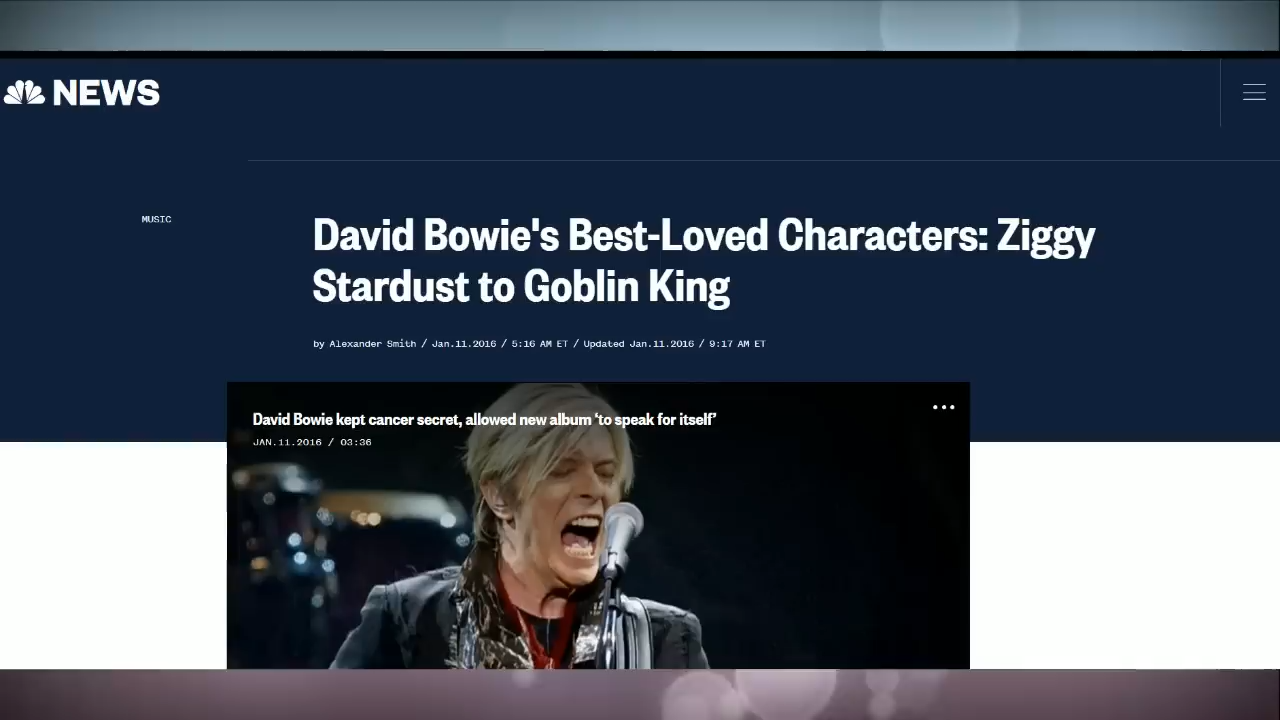 NEWS
MUSIC
David Bowie's Best-Loved Characters: Ziggy
Stardust to Goblin King
by Alexander Smith / Jan.11.2016 / 5:16 AM ET / Updated Jan.11.2016 / 9:17 AM ET
David Bowie kept cancer secret, allowed new album ‘to speak for itself’
JAN.11.2016 / 03:36